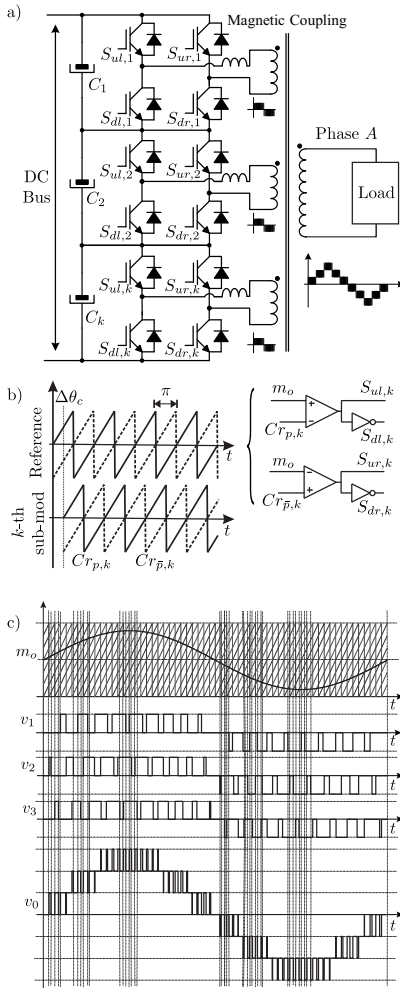 a)
Magnetic Coupling
S_{ul,1}
S_{ur,1}
C_1
S_{dl,1}
S_{dr,1}
Phase A
S_{ul,2}
S_{ur,2}
DC
Bus
C_2
Load
S_{dl,2}
S_{dr,2}
S_{ul,k}
S_{ur,k}
C_k
t
S_{dl,k}
S_{dr,k}
b)
Δθ_c
π
Reference
t
k-th
sub-mod
t
Cr_{p,k}
Cr_{p̄,k}
m_o
+
−
Cr_{p,k}
S_{ul,k}
S_{dl,k}
m_o
−
+
Cr_{p̄,k}
S_{ur,k}
S_{dr,k}
c)
m_o
t
v_1
t
v_2
t
v_3
t
v_0
t